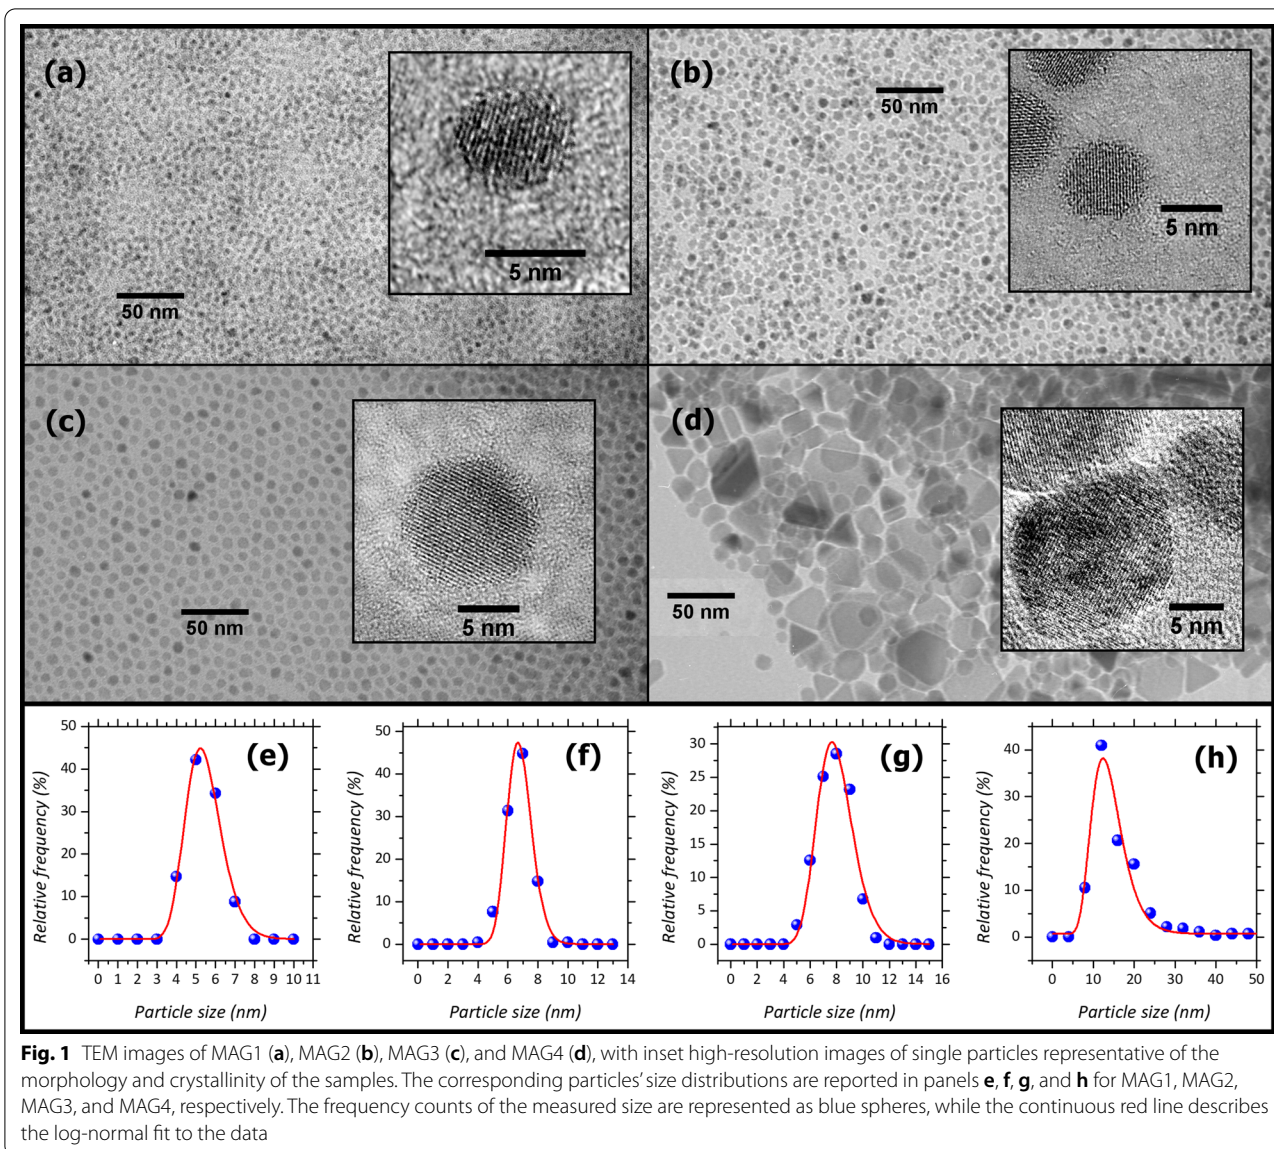 (a)
5 nm
50 nm
(b)
50 nm
5 nm
(c)
50 nm
5 nm
(d)
50 nm
5 nm
(e)
Relative frequency (%)
50
40
30
20
10
0
0 1 2 3 4 5 6 7 8 9 10 11
Particle size (nm)
(f)
Relative frequency (%)
50
40
30
20
10
0
0 2 4 6 8 10 12 14
Particle size (nm)
(g)
Relative frequency (%)
30
25
20
15
10
5
0
0 2 4 6 8 10 12 14 16
Particle size (nm)
(h)
Relative frequency (%)
40
30
20
10
0
0 10 20 30 40 50
Particle size (nm)
Fig. 1 TEM images of MAG1 (a), MAG2 (b), MAG3 (c), and MAG4 (d), with inset high-resolution images of single particles representative of the
morphology and crystallinity of the samples. The corresponding particles’ size distributions are reported in panels e, f, g, and h for MAG1, MAG2,
MAG3, and MAG4, respectively. The frequency counts of the measured size are represented as blue spheres, while the continuous red line describes
the log-normal fit to the data